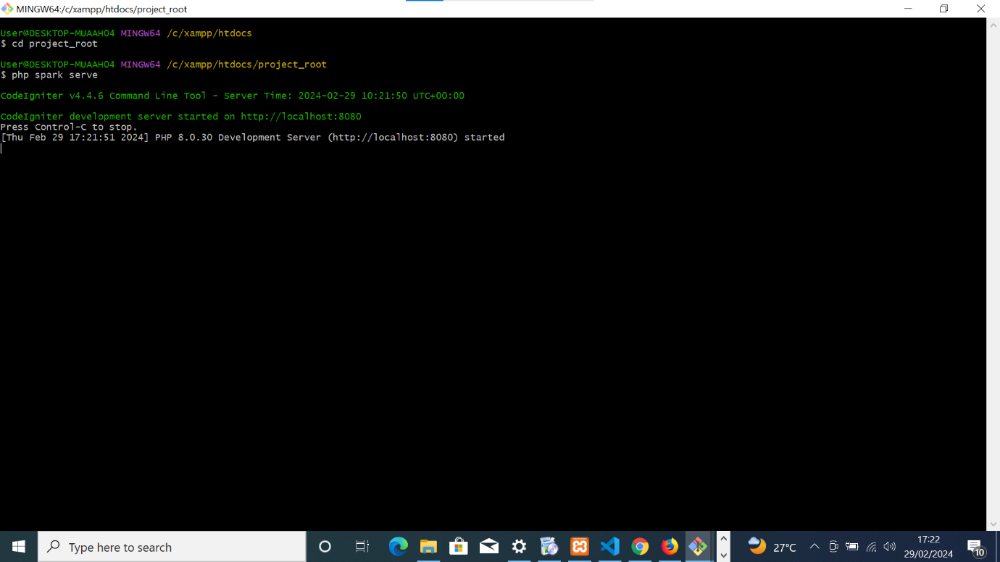 MINGW64:/c/xampp/htdocs/project_root
User@DESKTOP-MUAAHO4 MINGW64 /c/xampp/htdocs
$ cd project_root
User@DESKTOP-MUAAHO4 MINGW64 /c/xampp/htdocs/project_root
$ php spark serve
CodeIgniter v4.4.6 Command Line Tool - Server Time: 2024-02-29 10:21:50 UTC+00:00
CodeIgniter development server started on http://localhost:8080
Press Control-C to stop.
[Thu Feb 29 17:21:51 2024] PHP 8.0.30 Development Server (http://localhost:8080) started
Type here to search
27°C
17:22
29/02/2024
10